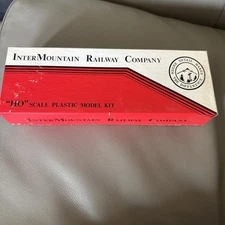 InterMountain Railway Company
"HO" SCALE PLASTIC MODEL KIT